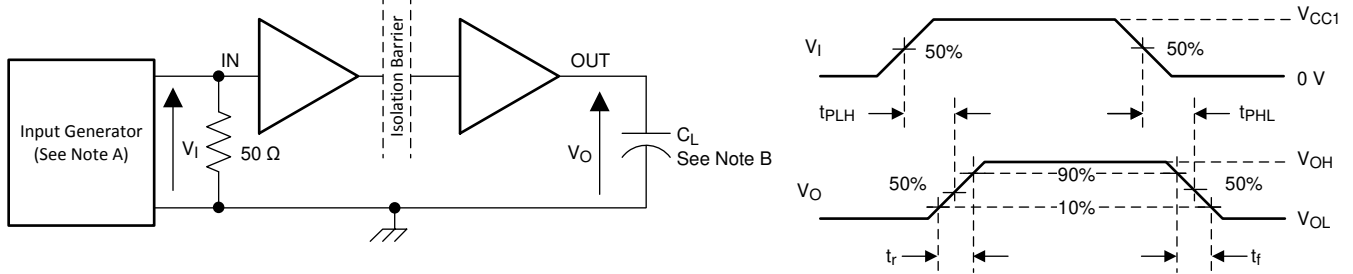 Input Generator
(See Note A)
VI
IN
50 Ω
Isolation Barrier
OUT
VO
CL
See Note B
VI
50%
50%
VCC1
0 V
tPLH
tPHL
VO
50%
90%
50%
10%
VOH
VOL
tr
tf